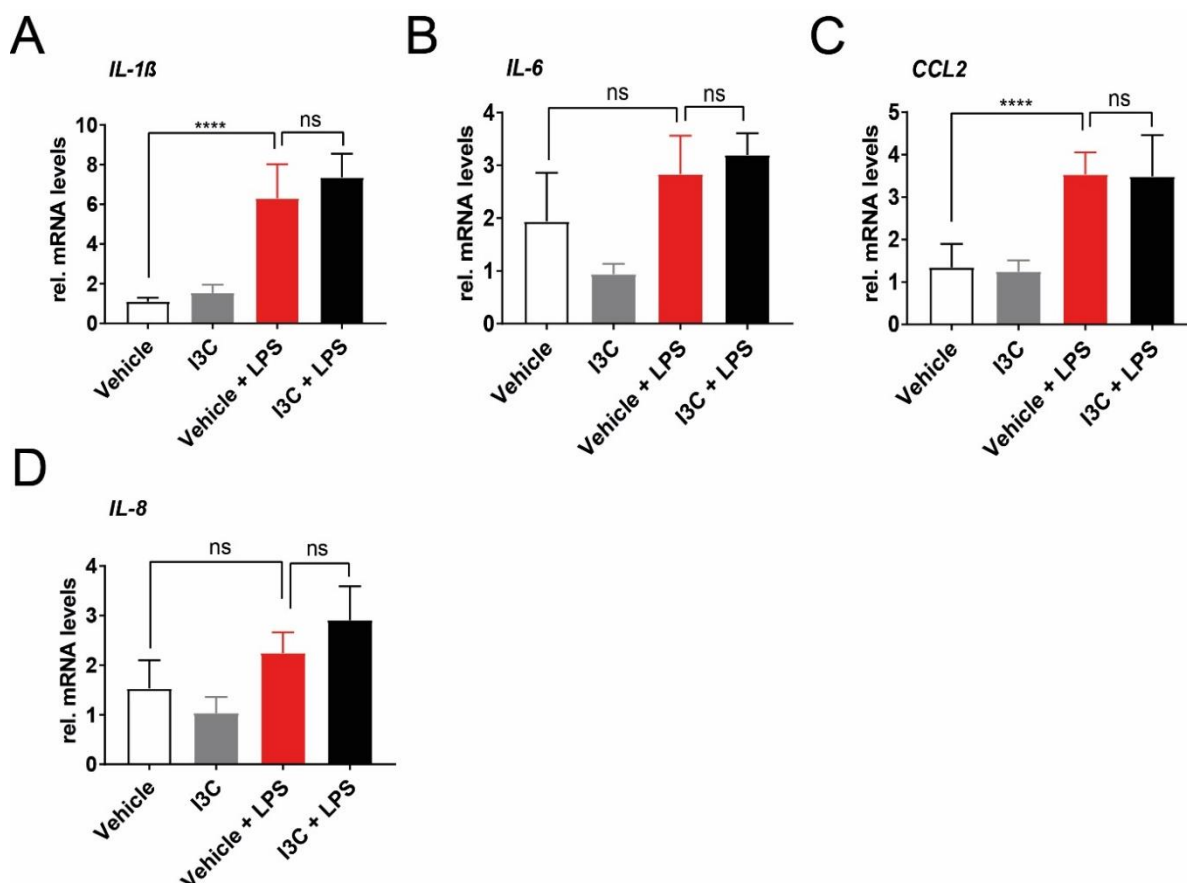 A
IL-1ß
rel. mRNA levels
10
8
6
4
2
0
****
ns
Vehicle
I3C
Vehicle + LPS
I3C + LPS
B
IL-6
rel. mRNA levels
4
3
2
1
0
ns
ns
Vehicle
I3C
Vehicle + LPS
I3C + LPS
C
CCL2
rel. mRNA levels
5
4
3
2
1
0
****
ns
Vehicle
I3C
Vehicle + LPS
I3C + LPS
D
IL-8
rel. mRNA levels
4
3
2
1
0
ns
ns
Vehicle
I3C
Vehicle + LPS
I3C + LPS